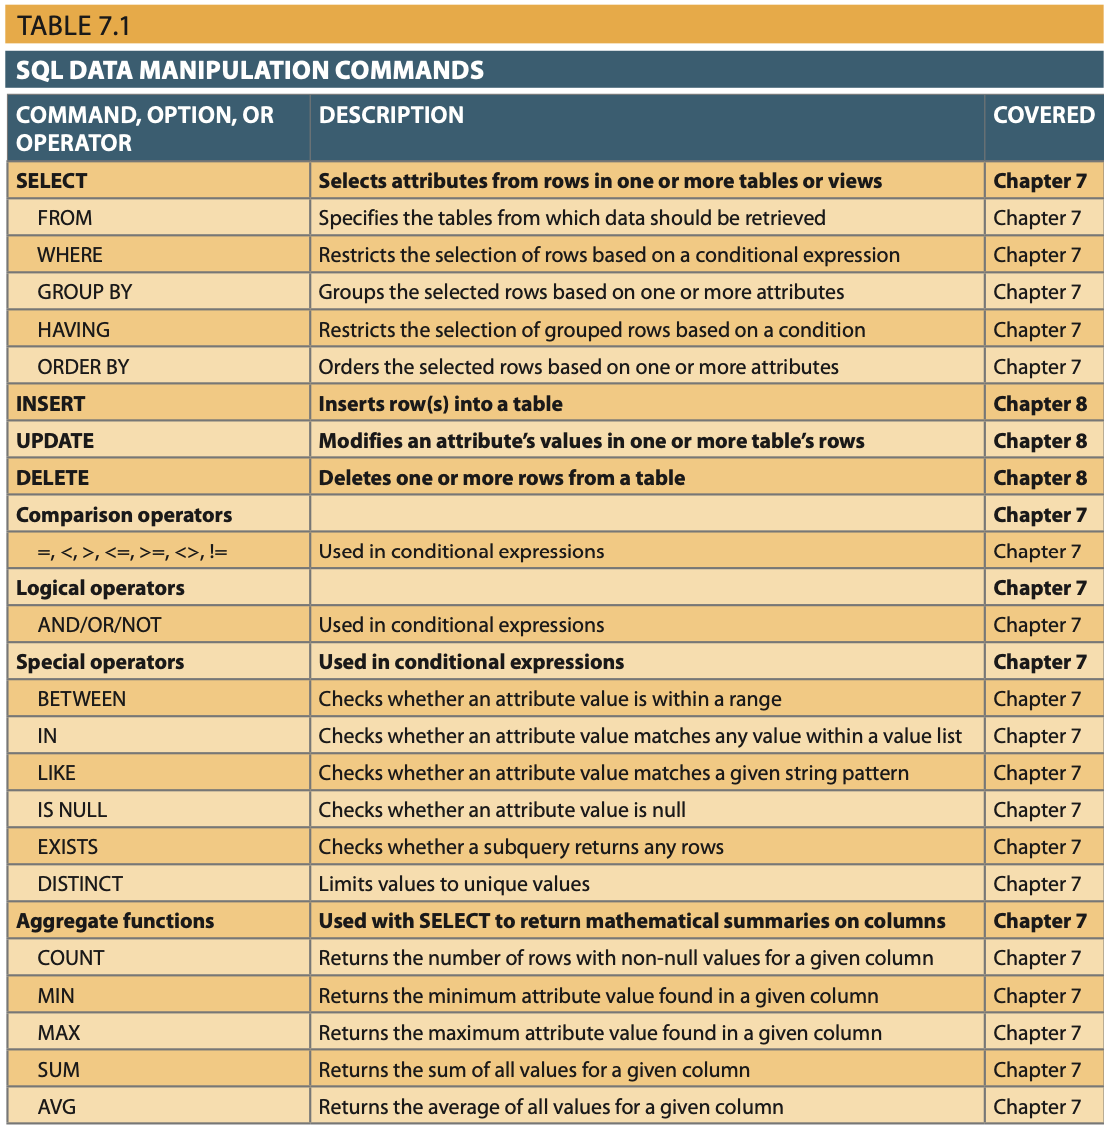 TABLE 7.1
SQL DATA MANIPULATION COMMANDS
COMMAND, OPTION, OR OPERATOR DESCRIPTION COVERED
SELECT Selects attributes from rows in one or more tables or views Chapter 7
FROM Specifies the tables from which data should be retrieved Chapter 7
WHERE Restricts the selection of rows based on a conditional expression Chapter 7
GROUP BY Groups the selected rows based on one or more attributes Chapter 7
HAVING Restricts the selection of grouped rows based on a condition Chapter 7
ORDER BY Orders the selected rows based on one or more attributes Chapter 7
INSERT Inserts row(s) into a table Chapter 8
UPDATE Modifies an attribute’s values in one or more table’s rows Chapter 8
DELETE Deletes one or more rows from a table Chapter 8
Comparison operators Chapter 7
=, <, >, <=, >=, <>, != Used in conditional expressions Chapter 7
Logical operators Chapter 7
AND/OR/NOT Used in conditional expressions Chapter 7
Special operators Used in conditional expressions Chapter 7
BETWEEN Checks whether an attribute value is within a range Chapter 7
IN Checks whether an attribute value matches any value within a value list Chapter 7
LIKE Checks whether an attribute value matches a given string pattern Chapter 7
IS NULL Checks whether an attribute value is null Chapter 7
EXISTS Checks whether a subquery returns any rows Chapter 7
DISTINCT Limits values to unique values Chapter 7
Aggregate functions Used with SELECT to return mathematical summaries on columns Chapter 7
COUNT Returns the number of rows with non-null values for a given column Chapter 7
MIN Returns the minimum attribute value found in a given column Chapter 7
MAX Returns the maximum attribute value found in a given column Chapter 7
SUM Returns the sum of all values for a given column Chapter 7
AVG Returns the average of all values for a given column Chapter 7